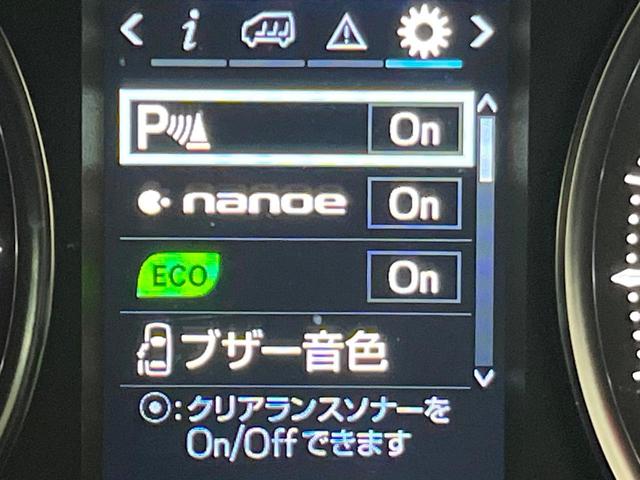 i
P On
nanoe On
ECO On
ブザー音色
⦿:クリアランスソナーを
On/Offできます